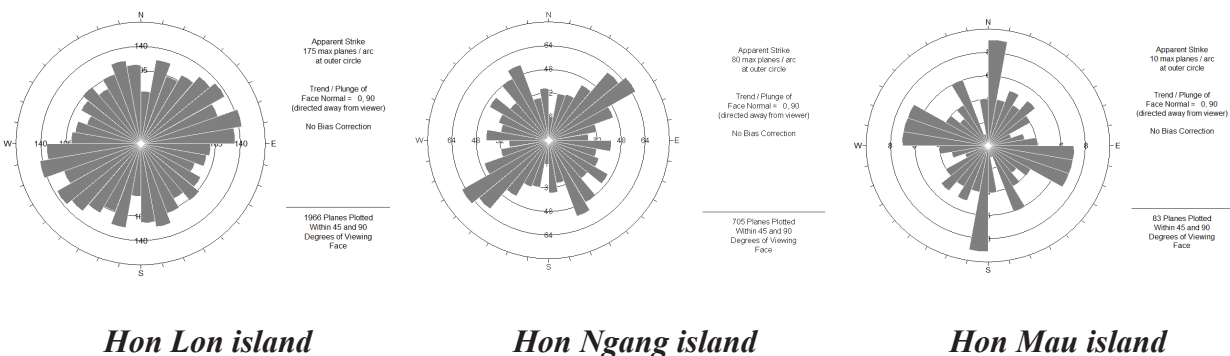 N
140
95
W
140
140
E
140
S
Apparent Strike
175 max planes / arc
at outer circle
Trend / Plunge of
Face Normal = 0, 90
(directed away from viewer)
No Bias Correction
1966 Planes Plotted
Within 45 and 90
Degrees of Viewing
Face
Hon Lon island
N
64
48
W
64
48
48
64
E
48
64
S
Apparent Strike
80 max planes / arc
at outer circle
Trend / Plunge of
Face Normal = 0, 90
(directed away from viewer)
No Bias Correction
705 Planes Plotted
Within 45 and 90
Degrees of Viewing
Face
Hon Ngang island
N
W
8
8
E
S
Apparent Strike
10 max planes / arc
at outer circle
Trend / Plunge of
Face Normal = 0, 90
(directed away from viewer)
No Bias Correction
83 Planes Plotted
Within 45 and 90
Degrees of Viewing
Face
Hon Mau island